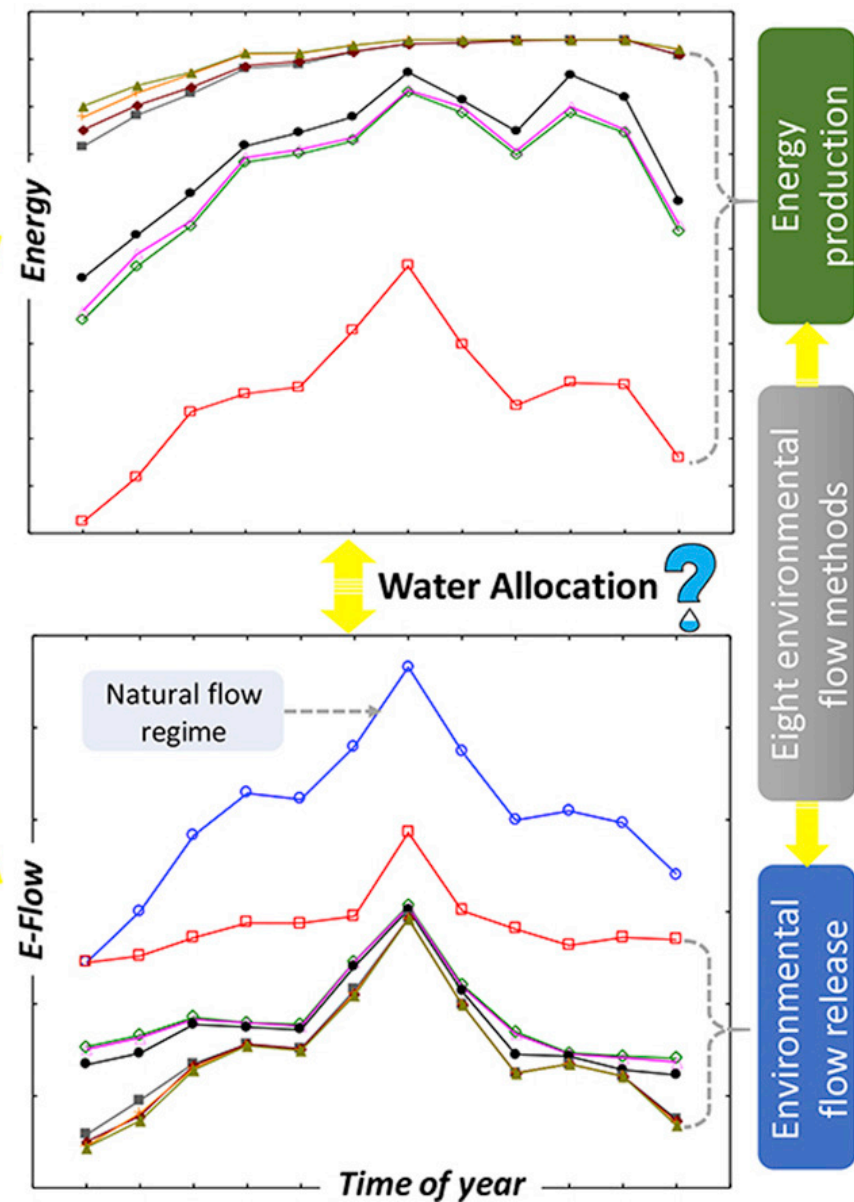 Energy
Energy
production
Water Allocation ?
Eight environmental
flow methods
Natural flow
regime
E-Flow
Environmental
flow release
Time of year